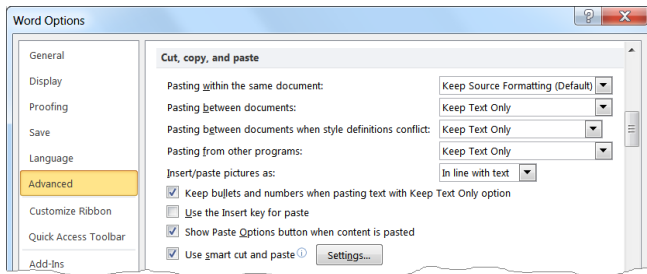 Word Options
General
Display
Proofing
Save
Language
Advanced
Customize Ribbon
Quick Access Toolbar
Add-Ins
Cut, copy, and paste
Pasting within the same document: Keep Source Formatting (Default)
Pasting between documents: Keep Text Only
Pasting between documents when style definitions conflict: Keep Text Only
Pasting from other programs: Keep Text Only
Insert/paste pictures as: In line with text
Keep bullets and numbers when pasting text with Keep Text Only option
Use the Insert key for paste
Show Paste Options button when content is pasted
Use smart cut and paste Settings...